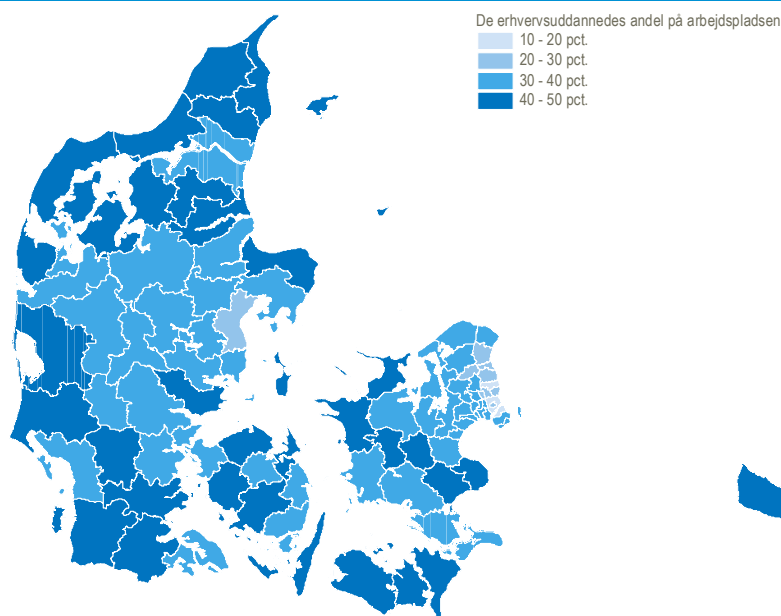 De erhvervsuddannedes andel på arbejdspladsen
10 - 20 pct.
20 - 30 pct.
30 - 40 pct.
40 - 50 pct.